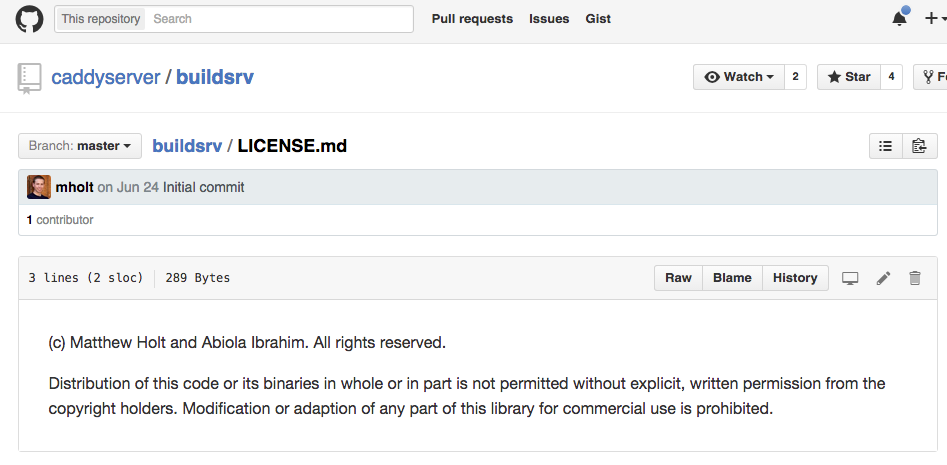 This repository Search Pull requests Issues Gist
caddyserver / buildsrv Watch 2 Star 4
Branch: master buildsrv / LICENSE.md
mholt on Jun 24 Initial commit
1 contributor
3 lines (2 sloc) 289 Bytes Raw Blame History
(c) Matthew Holt and Abiola Ibrahim. All rights reserved.
Distribution of this code or its binaries in whole or in part is not permitted without explicit, written permission from the
copyright holders. Modification or adaption of any part of this library for commercial use is prohibited.